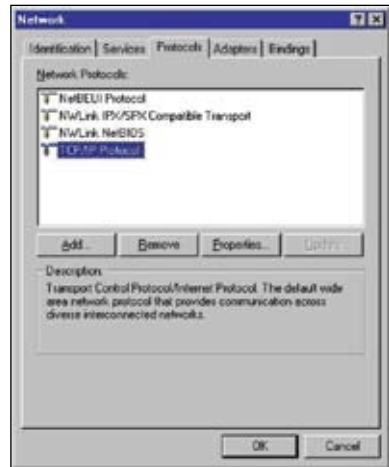 Network
Identification Services Protocols Adapters Bindings
Network Protocols:
NetBEUI Protocol
NWLink IPX/SPX Compatible Transport
NWLink NetBIOS
TCP/IP Protocol
Add... Remove Properties... Update...
Description:
Transport Control Protocol/Internet Protocol. The default wide
area network protocol that provides communication across
diverse interconnected networks.
OK Cancel